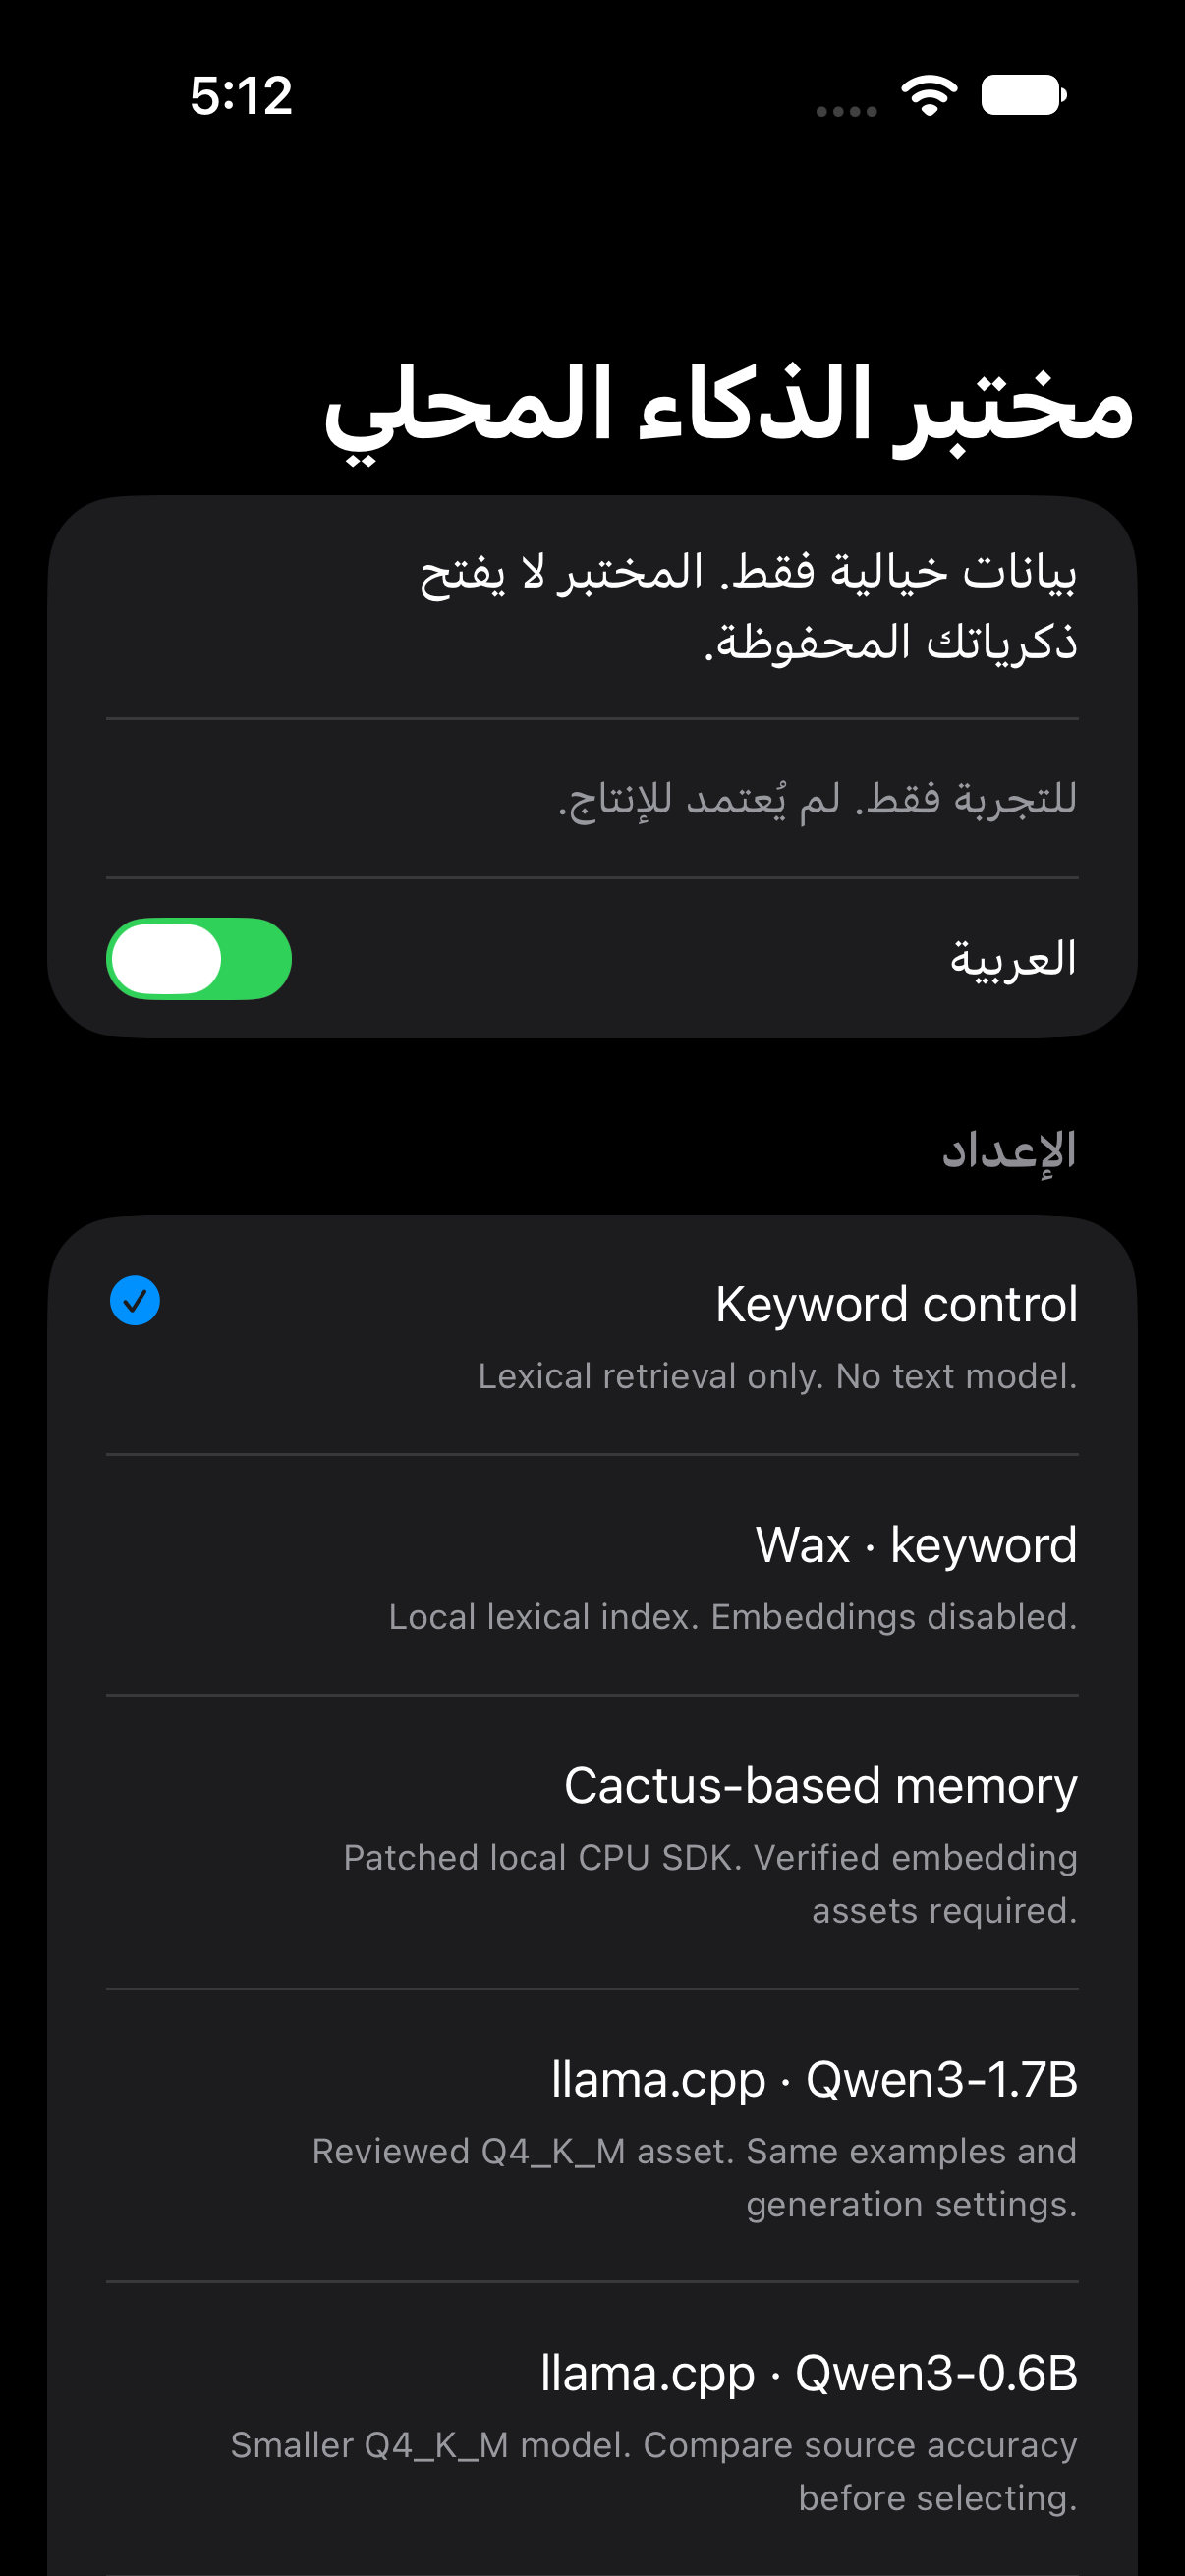 5:12
مختبر الذكاء المحلي
بيانات خيالية فقط. المختبر لا يفتح
ذكرياتك المحفوظة.
للتجربة فقط. لم يُعتمد للإنتاج.
العربية
الإعداد
Keyword control
Lexical retrieval only. No text model.
Wax · keyword
Local lexical index. Embeddings disabled.
Cactus-based memory
Patched local CPU SDK. Verified embedding
assets required.
llama.cpp · Qwen3-1.7B
Reviewed Q4_K_M asset. Same examples and
generation settings.
llama.cpp · Qwen3-0.6B
Smaller Q4_K_M model. Compare source accuracy
before selecting.